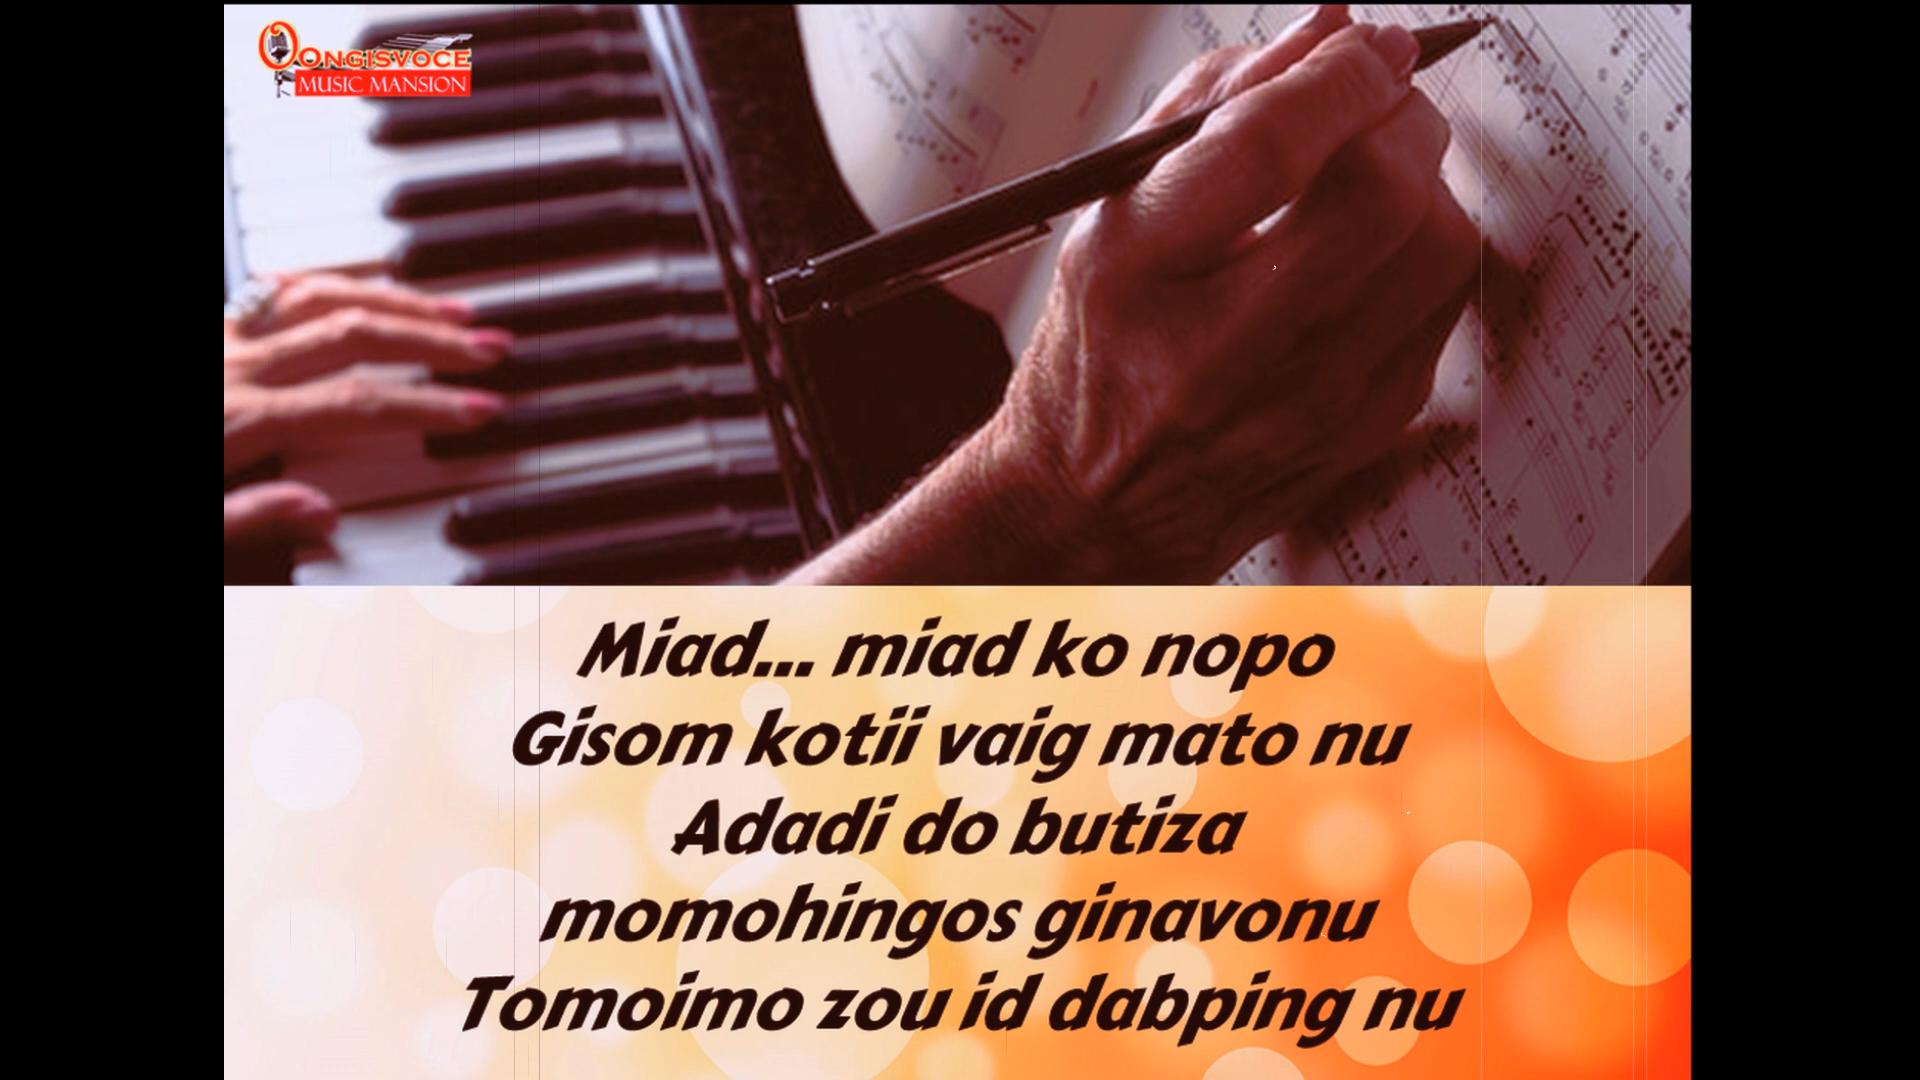 OONGISVOCE
MUSIC MANSION
Miad... miad ko nopo
Gisom kotii vaig mato nu
Adadi do butiza
momohingos ginavonu
Tomoimo zou id dabping nu